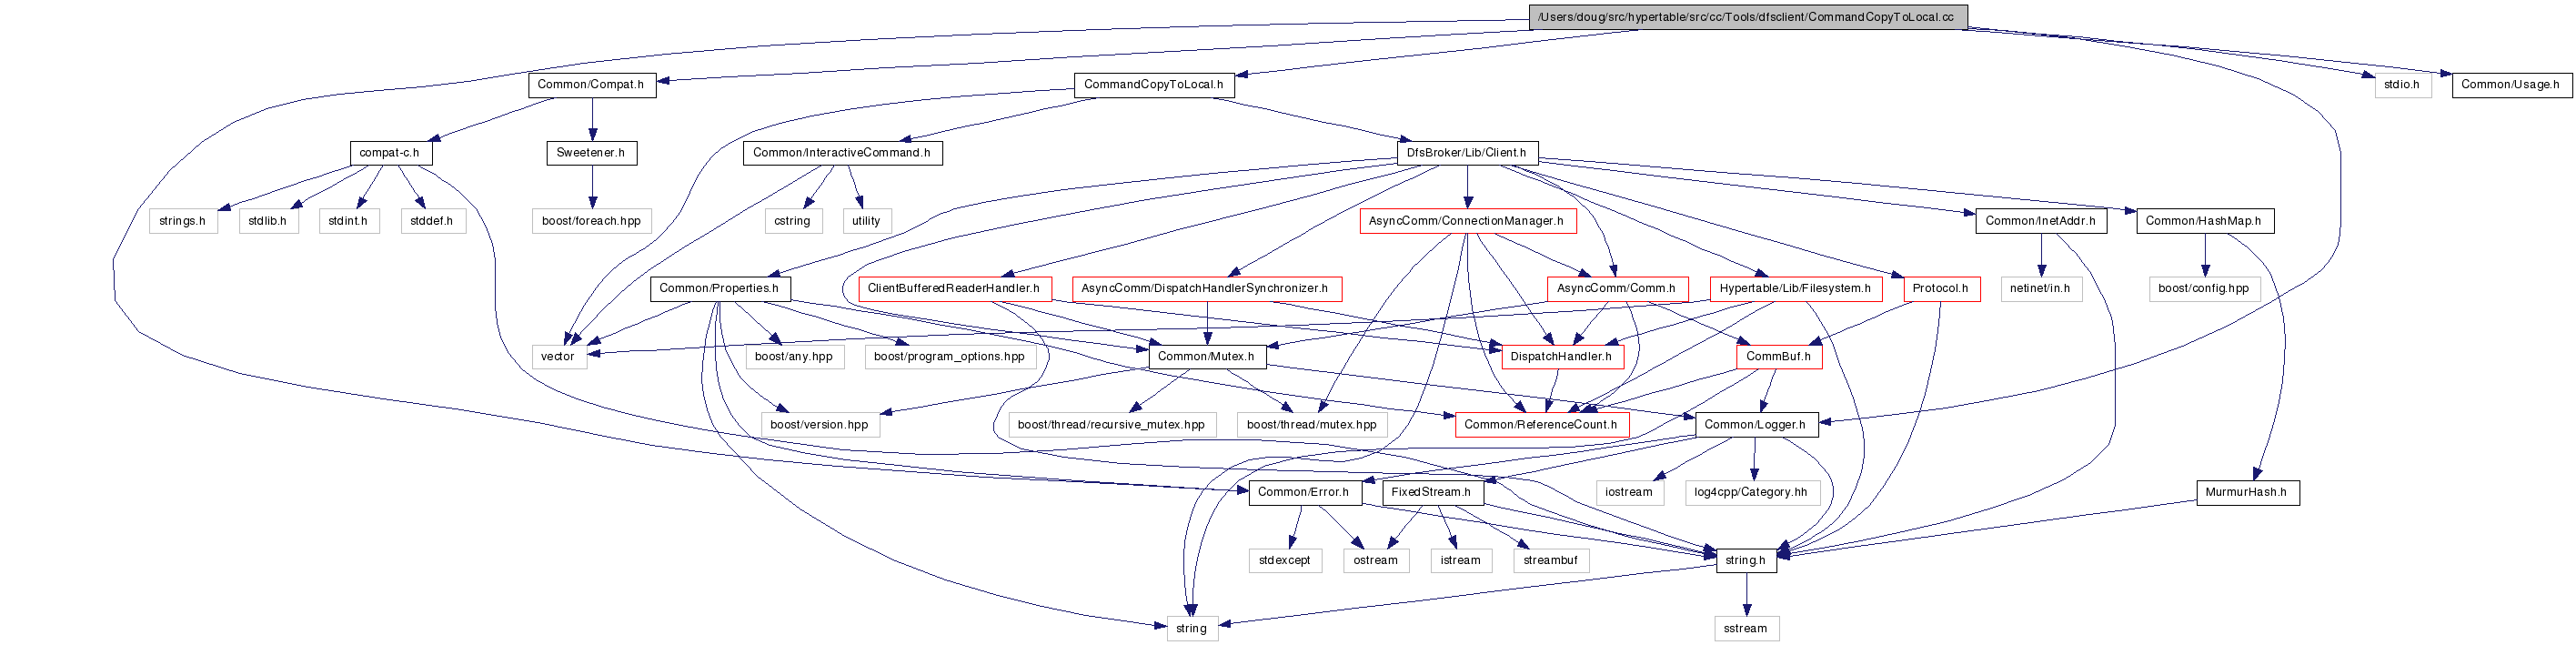 /Users/doug/src/hypertable/src/cc/Tools/dfsclient/CommandCopyToLocal.cc
Common/Compat.h
CommandCopyToLocal.h
stdio.h
Common/Usage.h
compat-c.h
Sweetener.h
Common/InteractiveCommand.h
DfsBroker/Lib/Client.h
strings.h
stdlib.h
stdint.h
stddef.h
boost/foreach.hpp
cstring
utility
AsyncComm/ConnectionManager.h
Common/InetAddr.h
Common/HashMap.h
Common/Properties.h
ClientBufferedReaderHandler.h
AsyncComm/DispatchHandlerSynchronizer.h
AsyncComm/Comm.h
Hypertable/Lib/Filesystem.h
Protocol.h
netinet/in.h
boost/config.hpp
vector
boost/any.hpp
boost/program_options.hpp
Common/Mutex.h
DispatchHandler.h
CommBuf.h
boost/version.hpp
boost/thread/recursive_mutex.hpp
boost/thread/mutex.hpp
Common/ReferenceCount.h
Common/Logger.h
Common/Error.h
FixedStream.h
iostream
log4cpp/Category.hh
MurmurHash.h
stdexcept
ostream
istream
streambuf
string.h
string
sstream